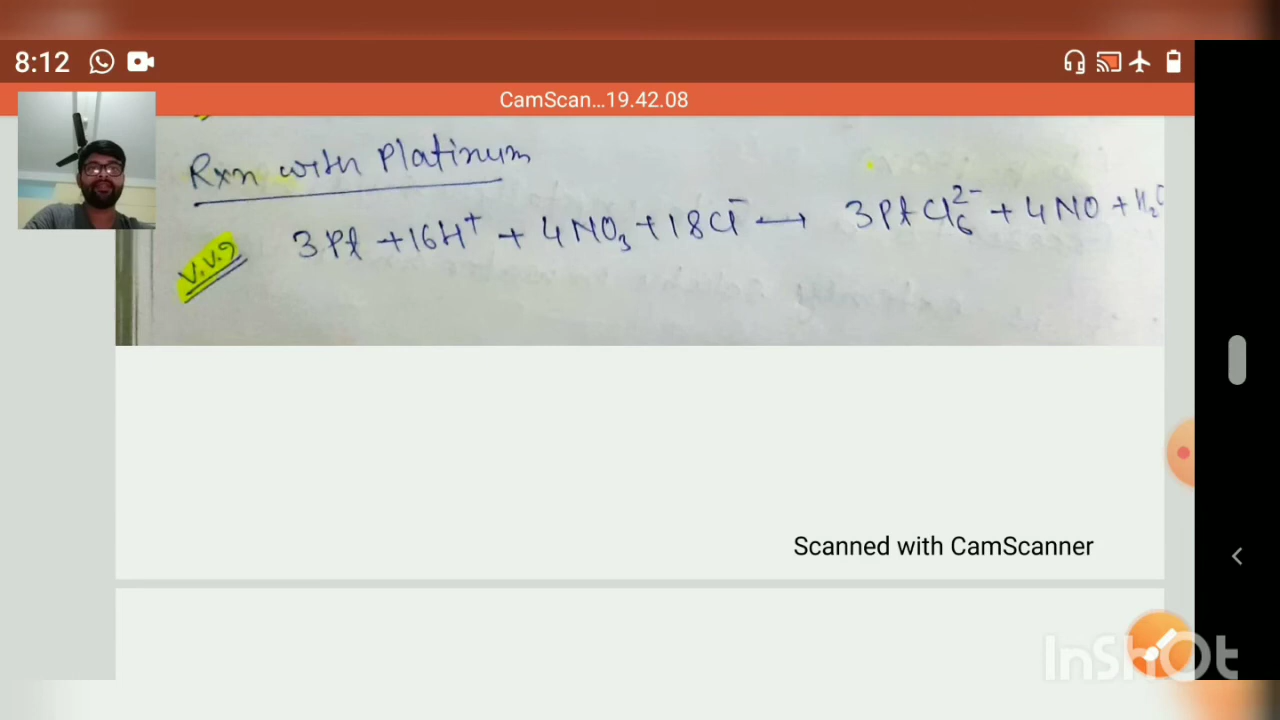 8:12
CamScan...19.42.08
Rxn with Platinum
3Pt + 16H⁺ + 4NO₃ + 18Cl⁻ → 3PtCl₆²⁻ + 4NO + H₂O
Scanned with CamScanner
InShOt